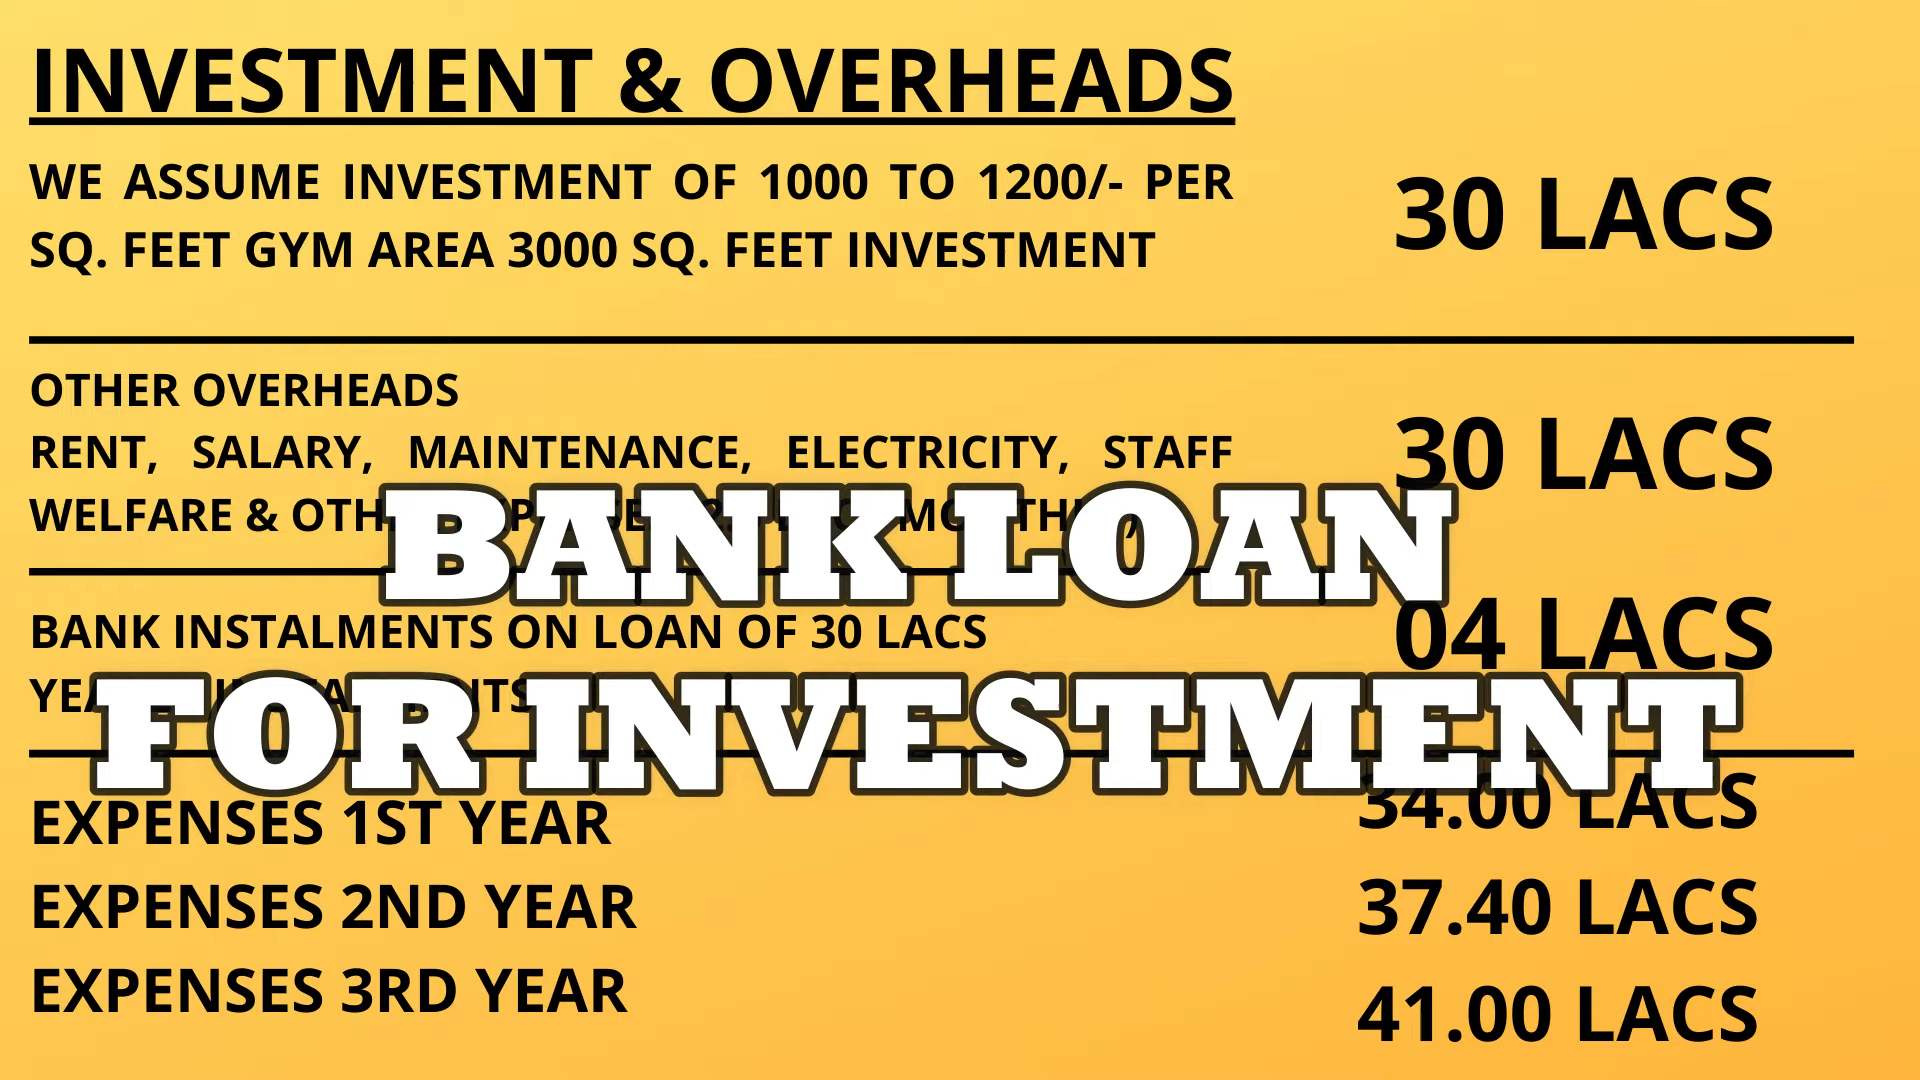 INVESTMENT & OVERHEADS
WE ASSUME INVESTMENT OF 1000 TO 1200/- PER
SQ. FEET GYM AREA 3000 SQ. FEET INVESTMENT
30 LACS
OTHER OVERHEADS
RENT, SALARY, MAINTENANCE, ELECTRICITY, STAFF
WELFARE &
30 LACS
BANK LOAN
BANK INSTALMENTS ON LOAN OF 30 LACS
04 LACS
FOR INVESTMENT
EXPENSES 1ST YEAR
34.00 LACS
EXPENSES 2ND YEAR
37.40 LACS
EXPENSES 3RD YEAR
41.00 LACS